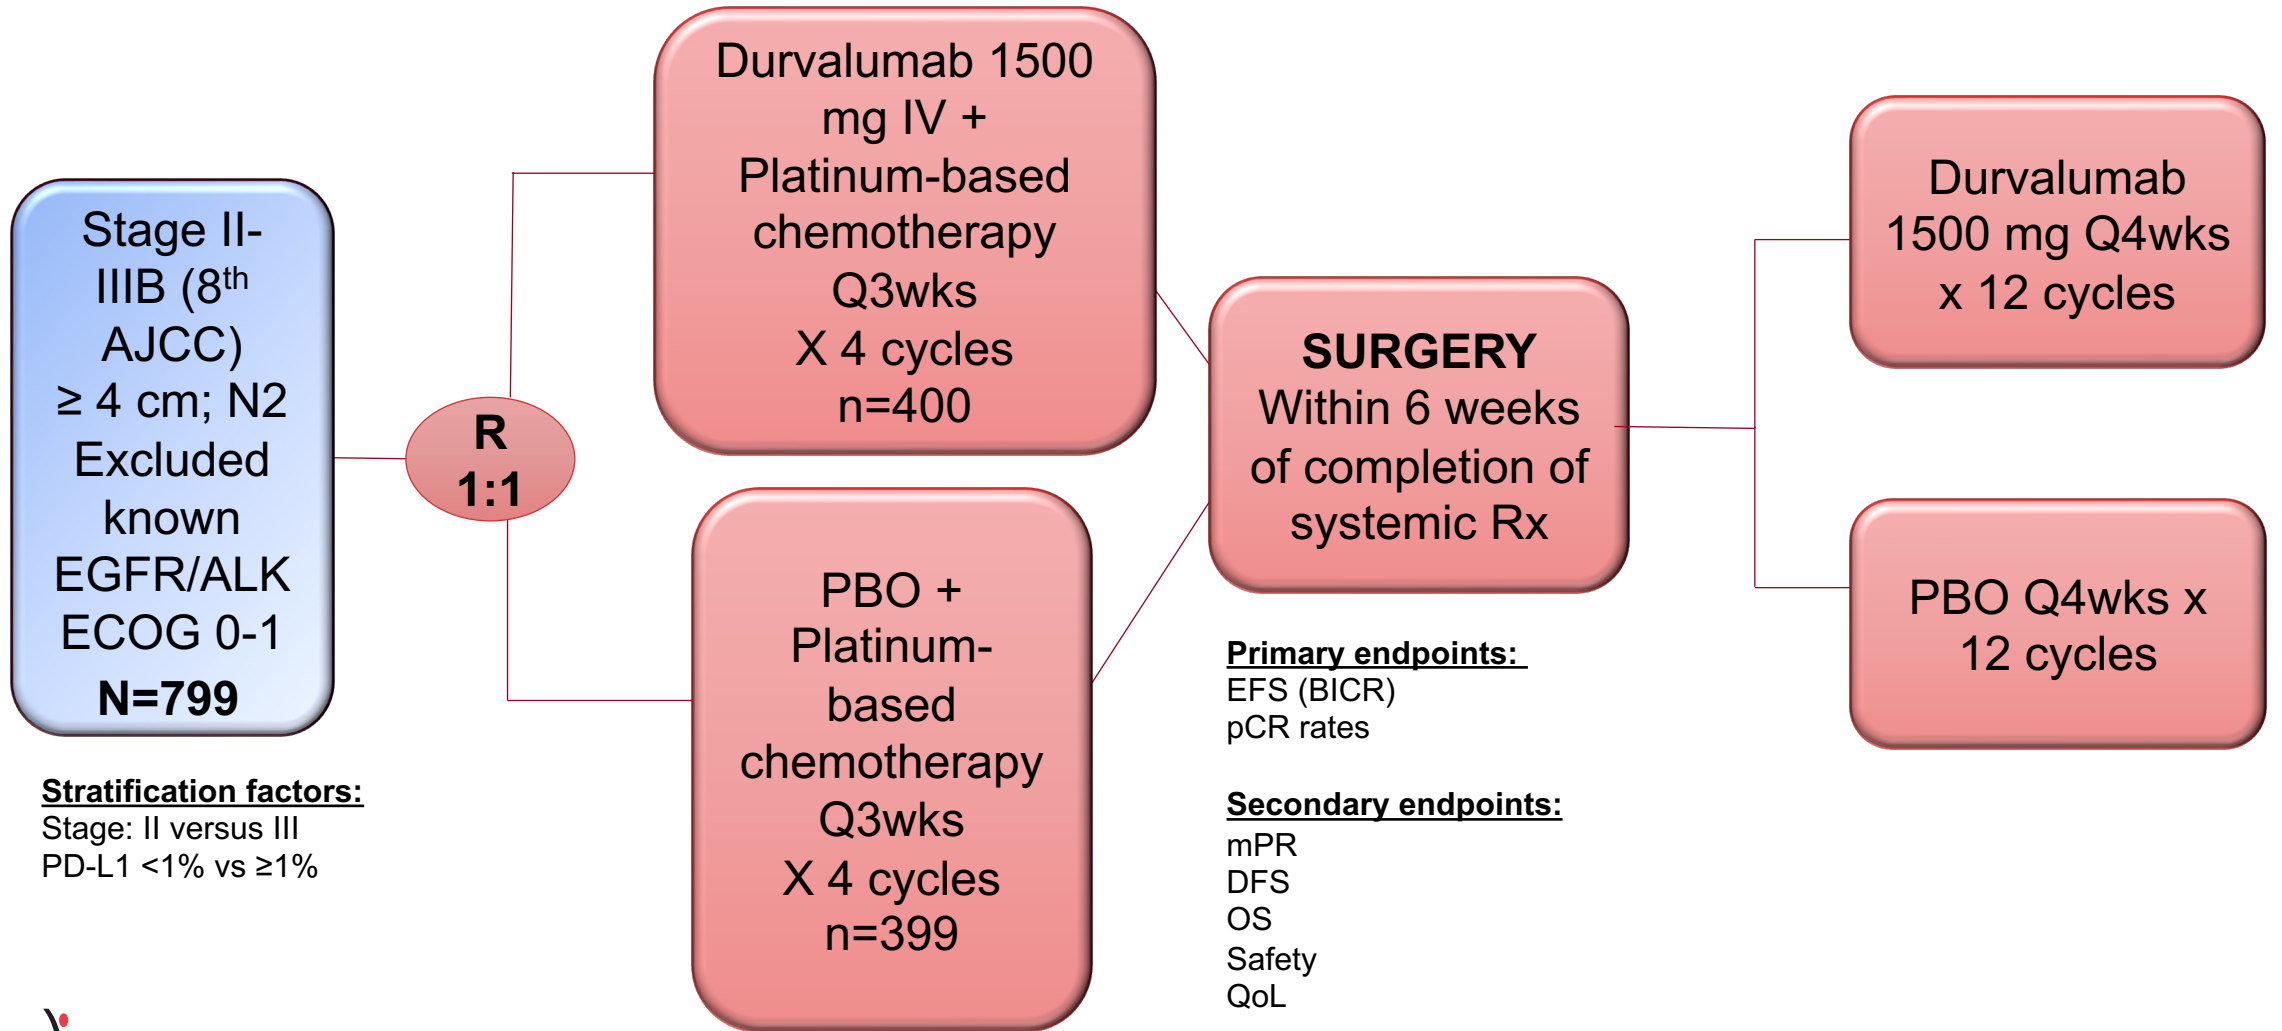 Stage II-
IIIB (8th
AJCC)
≥ 4 cm; N2
Excluded
known
EGFR/ALK
ECOG 0-1
N=799
Stratification factors:
Stage: II versus III
PD-L1 <1% vs ≥1%
R
1:1
Durvalumab 1500
mg IV +
Platinum-based
chemotherapy
Q3wks
X 4 cycles
n=400
PBO +
Platinum-
based
chemotherapy
Q3wks
X 4 cycles
n=399
SURGERY
Within 6 weeks
of completion of
systemic Rx
Primary endpoints:
EFS (BICR)
pCR rates
Secondary endpoints:
mPR
DFS
OS
Safety
QoL
Durvalumab
1500 mg Q4wks
x 12 cycles
PBO Q4wks x
12 cycles